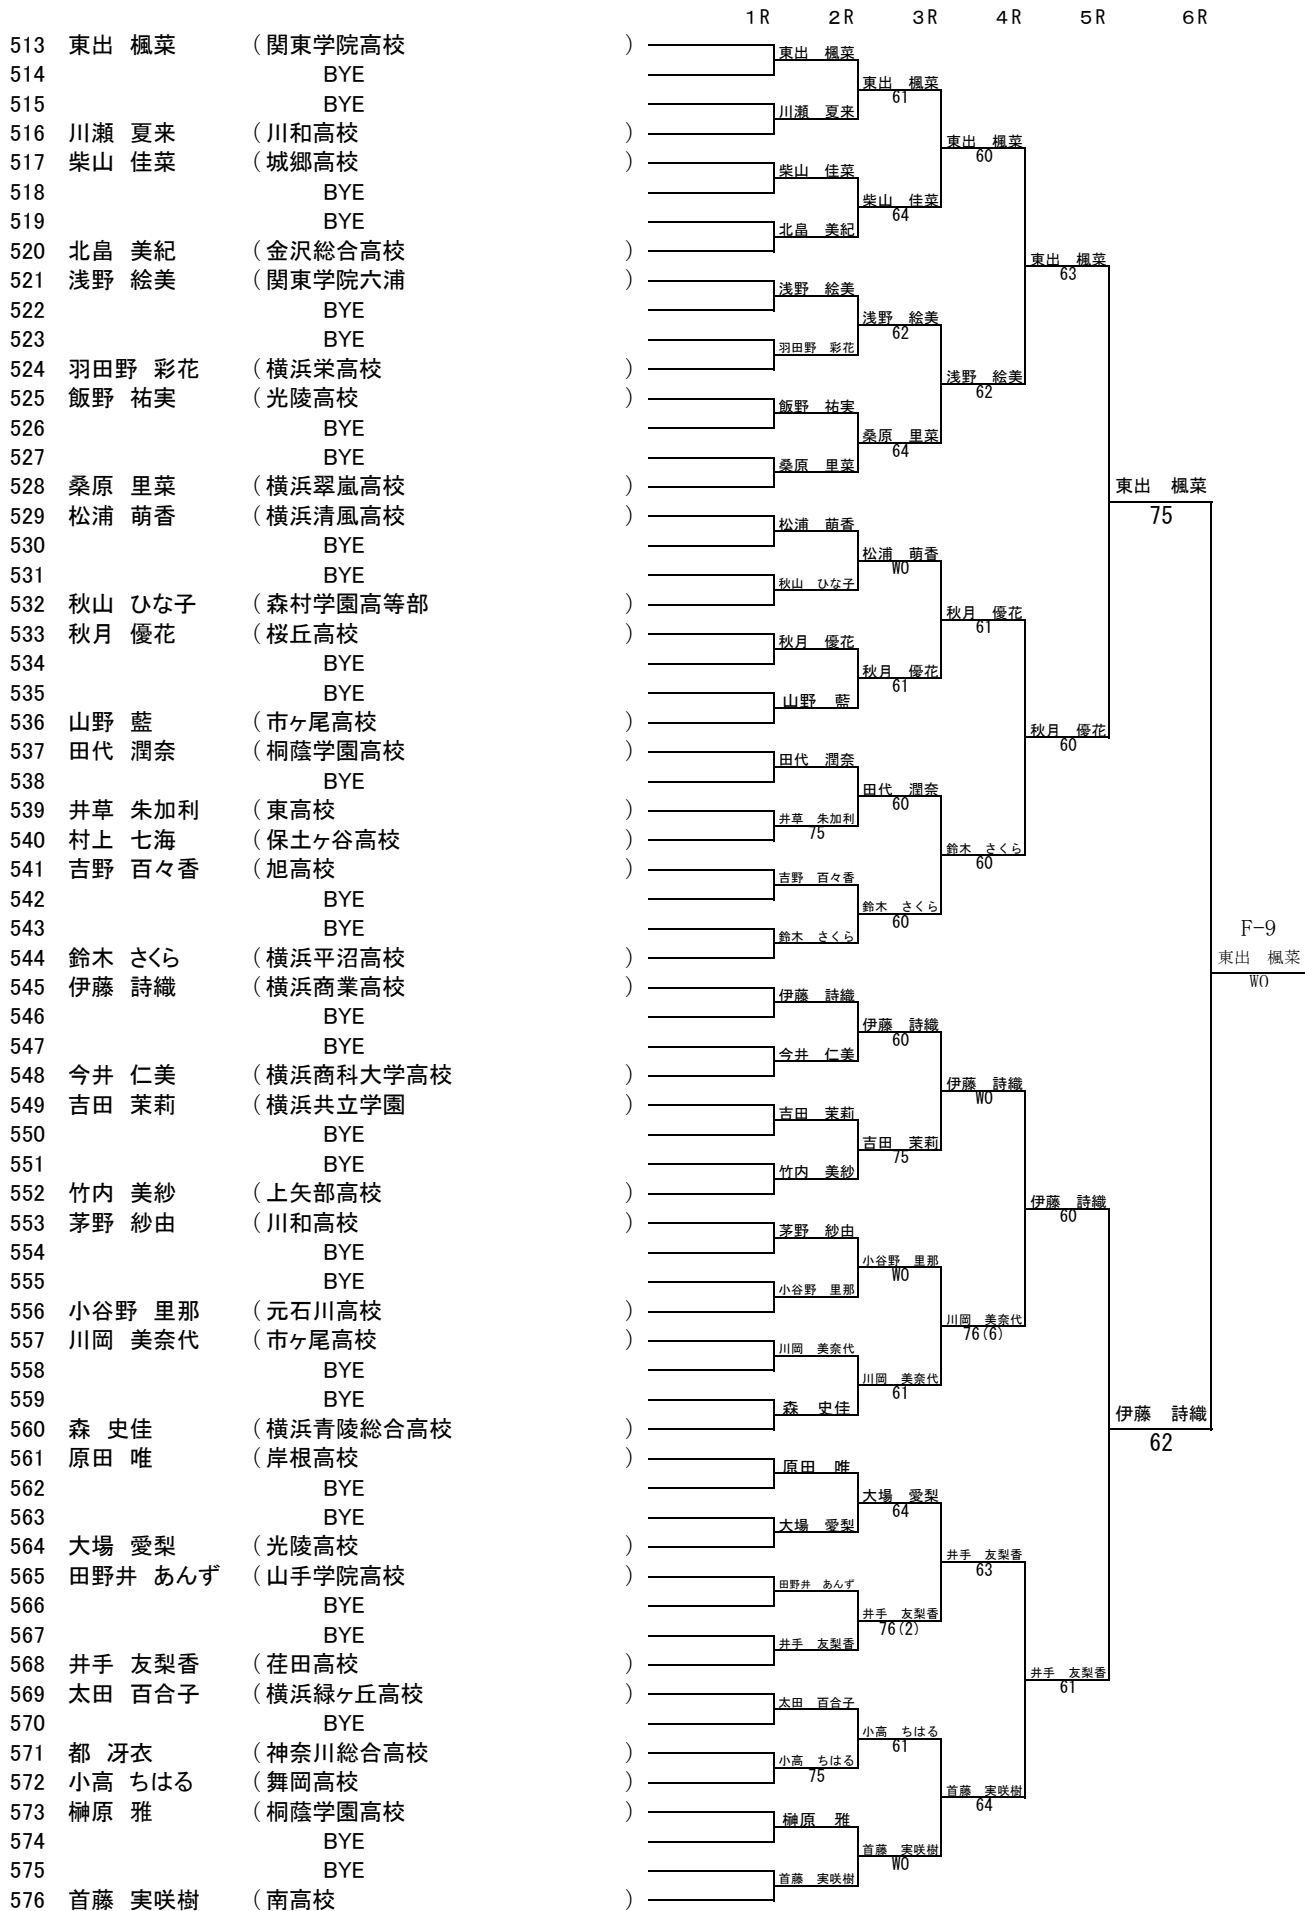 1R 2R 3R 4R 5R 6R
513 東出 楓菜 (関東学院高校 )
514 BYE
515 BYE
516 川瀬 夏来 (川和高校 )
517 柴山 佳菜 (城郷高校 )
518 BYE
519 BYE
520 北畠 美紀 (金沢総合高校 )
521 浅野 絵美 (関東学院六浦 )
522 BYE
523 BYE
524 羽田野 彩花 (横浜栄高校 )
525 飯野 祐実 (光陵高校 )
526 BYE
527 BYE
528 桑原 里菜 (横浜翠嵐高校 )
529 松浦 萌香 (横浜清風高校 )
530 BYE
531 BYE
532 秋山 ひな子 (森村学園高等部 )
533 秋月 優花 (桜丘高校 )
534 BYE
535 BYE
536 山野 藍 (市ヶ尾高校 )
537 田代 潤奈 (桐蔭学園高校 )
538 BYE
539 井草 朱加利 (東高校 )
540 村上 七海 (保土ヶ谷高校 )
541 吉野 百々香 (旭高校 )
542 BYE
543 BYE
544 鈴木 さくら (横浜平沼高校 )
545 伊藤 詩織 (横浜商業高校 )
546 BYE
547 BYE
548 今井 仁美 (横浜商科大学高校 )
549 吉田 茉莉 (横浜共立学園 )
550 BYE
551 BYE
552 竹内 美紗 (上矢部高校 )
553 茅野 紗由 (川和高校 )
554 BYE
555 BYE
556 小谷野 里那 (元石川高校 )
557 川岡 美奈代 (市ヶ尾高校 )
558 BYE
559 BYE
560 森 史佳 (横浜青陵総合高校 )
561 原田 唯 (岸根高校 )
562 BYE
563 BYE
564 大場 愛梨 (光陵高校 )
565 田野井 あんず (山手学院高校 )
566 BYE
567 BYE
568 井手 友梨香 (荏田高校 )
569 太田 百合子 (横浜緑ヶ丘高校 )
570 BYE
571 都 冴衣 (神奈川総合高校 )
572 小高 ちはる (舞岡高校 )
573 榊原 雅 (桐蔭学園高校 )
574 BYE
575 BYE
576 首藤 実咲樹 (南高校 )
東出 楓菜
川瀬 夏来
柴山 佳菜
北畠 美紀
浅野 絵美
羽田野 彩花
飯野 祐実
桑原 里菜
松浦 萌香
秋山 ひな子
秋月 優花
山野 藍
田代 潤奈
井草 朱加利
75
吉野 百々香
鈴木 さくら
伊藤 詩織
今井 仁美
吉田 茉莉
竹内 美紗
茅野 紗由
小谷野 里那
川岡 美奈代
森 史佳
原田 唯
大場 愛梨
田野井 あんず
井手 友梨香
太田 百合子
小高 ちはる
75
榊原 雅
首藤 実咲樹
東出 楓菜
61
柴山 佳菜
64
浅野 絵美
62
桑原 里菜
64
松浦 萌香
WO
秋月 優花
61
田代 潤奈
60
鈴木 さくら
60
伊藤 詩織
60
吉田 茉莉
75
小谷野 里那
WO
川岡 美奈代
61
大場 愛梨
64
井手 友梨香
76(2)
小高 ちはる
61
首藤 実咲樹
WO
東出 楓菜
60
浅野 絵美
62
秋月 優花
61
鈴木 さくら
60
伊藤 詩織
WO
川岡 美奈代
76(6)
井手 友梨香
63
首藤 実咲樹
64
東出 楓菜
63
秋月 優花
60
伊藤 詩織
60
井手 友梨香
61
東出 楓菜
75
伊藤 詩織
62
F-9
東出 楓菜
WO